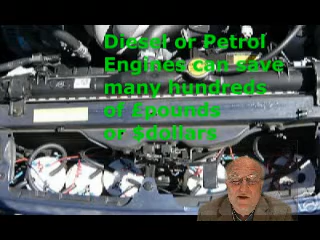 Diesel or Petrol
Engines can save
many hundreds
of £pounds
or $dollars